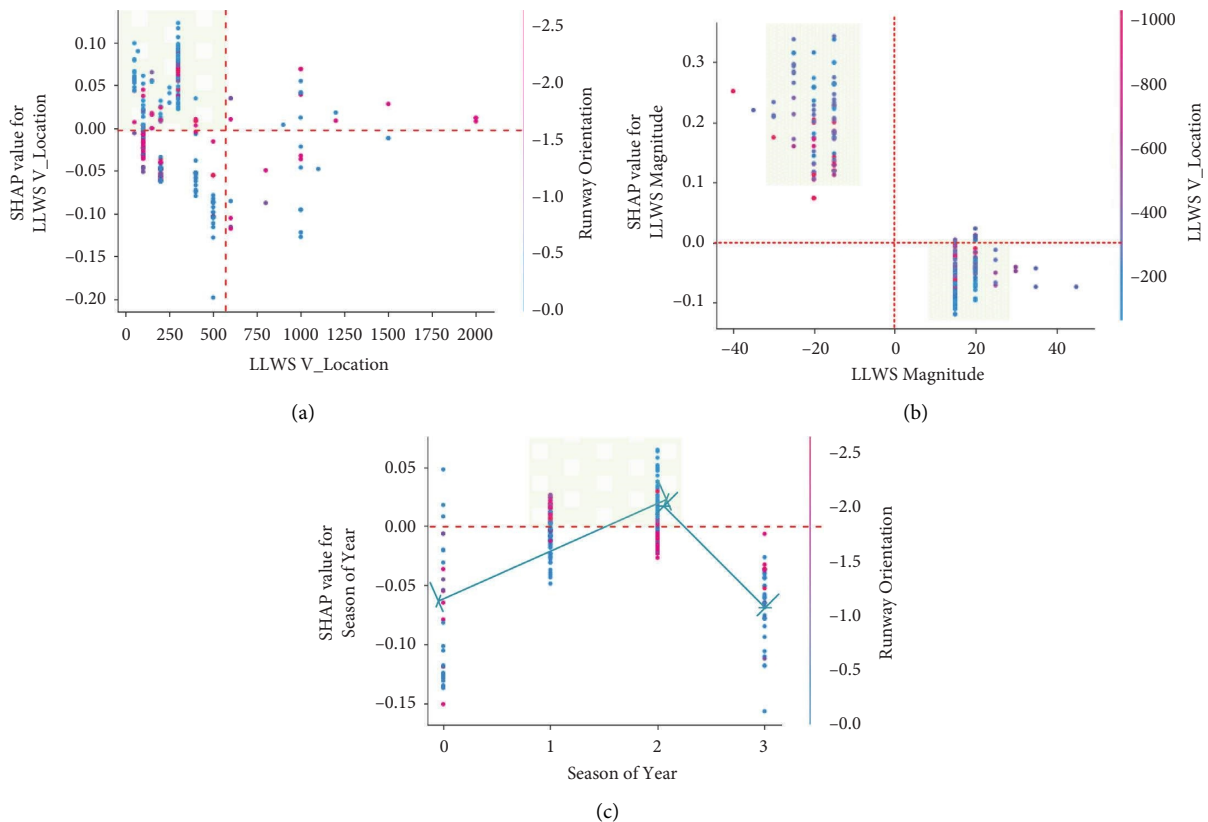 0.10
0.05
0.00
−0.05
−0.10
−0.15
−0.20
SHAP value for
LLWS V_Location
0 250 500 750 1000 1250 1500 1750 2000
LLWS V_Location
−2.5
−2.0
−1.5
−1.0
−0.5
−0.0
Runway Orientation
(a)
0.3
0.2
0.1
0.0
−0.1
SHAP value for
LLWS Magnitude
−40 −20 0 20 40
LLWS Magnitude
−1000
−800
−600
−400
−200
LLWS V_Location
(b)
0.05
0.00
−0.05
−0.10
−0.15
SHAP value for
Season of Year
0 1 2 3
Season of Year
−2.5
−2.0
−1.5
−1.0
−0.5
−0.0
Runway Orientation
(c)